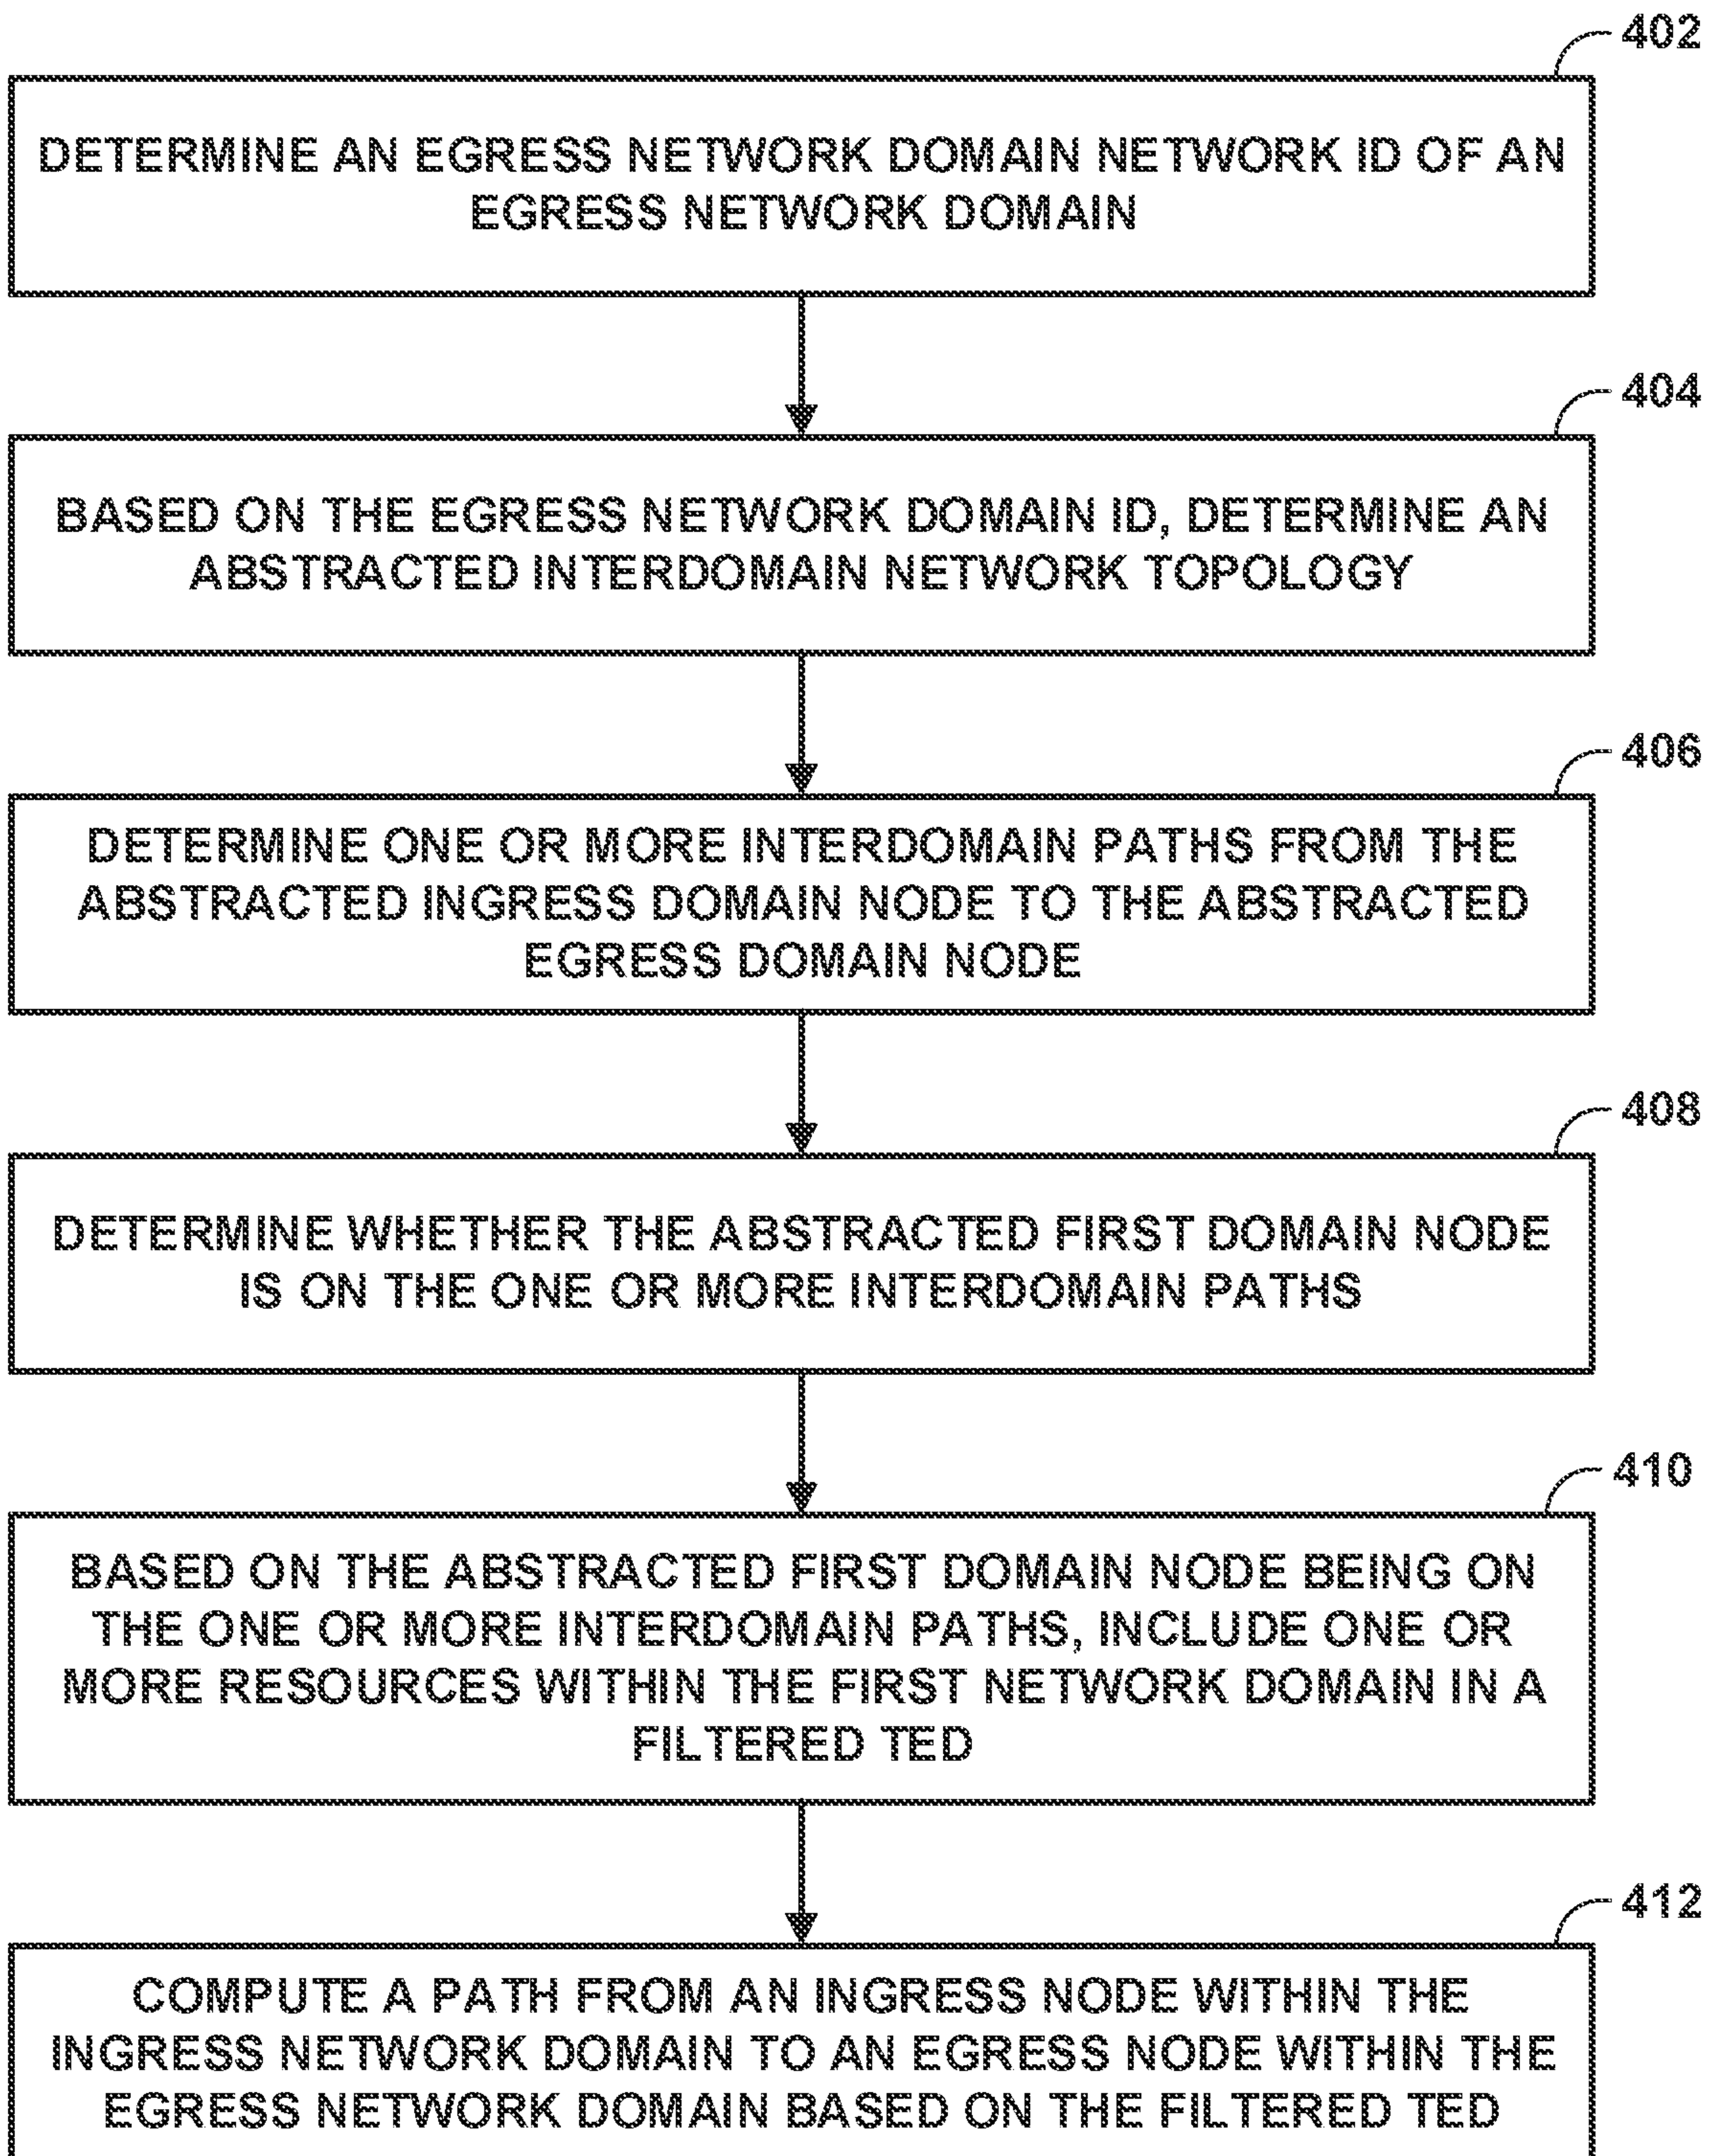 402
DETERMINE AN EGRESS NETWORK DOMAIN NETWORK ID OF AN
EGRESS NETWORK DOMAIN
404
BASED ON THE EGRESS NETWORK DOMAIN ID, DETERMINE AN
ABSTRACTED INTERDOMAIN NETWORK TOPOLOGY
406
DETERMINE ONE OR MORE INTERDOMAIN PATHS FROM THE
ABSTRACTED INGRESS DOMAIN NODE TO THE ABSTRACTED
EGRESS DOMAIN NODE
408
DETERMINE WHETHER THE ABSTRACTED FIRST DOMAIN NODE
IS ON THE ONE OR MORE INTERDOMAIN PATHS
410
BASED ON THE ABSTRACTED FIRST DOMAIN NODE BEING ON
THE ONE OR MORE INTERDOMAIN PATHS, INCLUDE ONE OR
MORE RESOURCES WITHIN THE FIRST NETWORK DOMAIN IN A
FILTERED TED
412
COMPUTE A PATH FROM AN INGRESS NODE WITHIN THE
INGRESS NETWORK DOMAIN TO AN EGRESS NODE WITHIN THE
EGRESS NETWORK DOMAIN BASED ON THE FILTERED TED